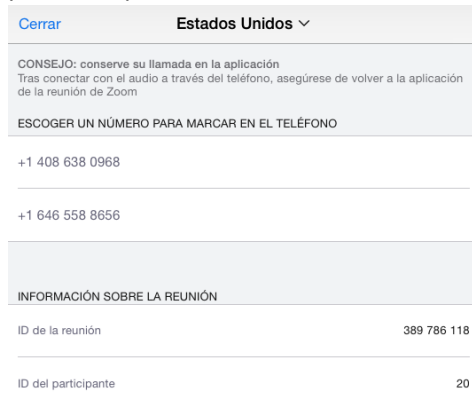 Cerrar
Estados Unidos
CONSEJO: conserve su llamada en la aplicación
Tras conectar con el audio a través del teléfono, asegúrese de volver a la aplicación
de la reunión de Zoom
ESCOGER UN NÚMERO PARA MARCAR EN EL TELÉFONO
+1 408 638 0968
+1 646 558 8656
INFORMACIÓN SOBRE LA REUNIÓN
ID de la reunión 389 786 118
ID del participante 20